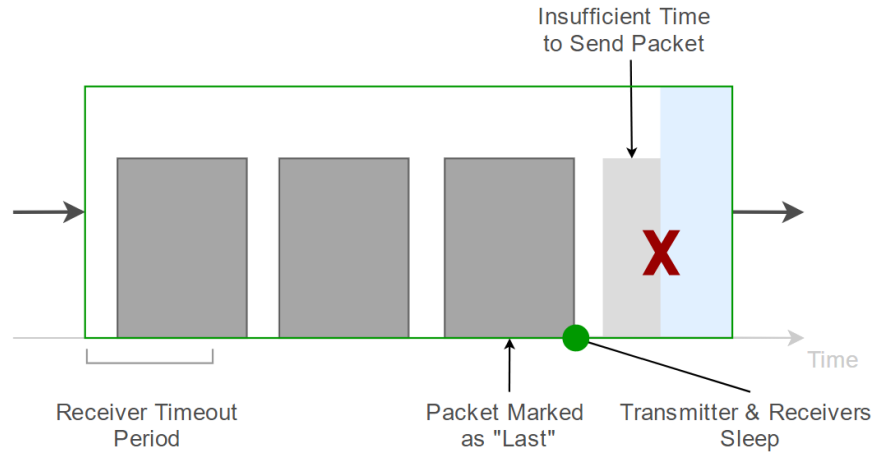 Insufficient Time
to Send Packet
X
Time
Receiver Timeout
Period
Packet Marked
as "Last"
Transmitter & Receivers
Sleep